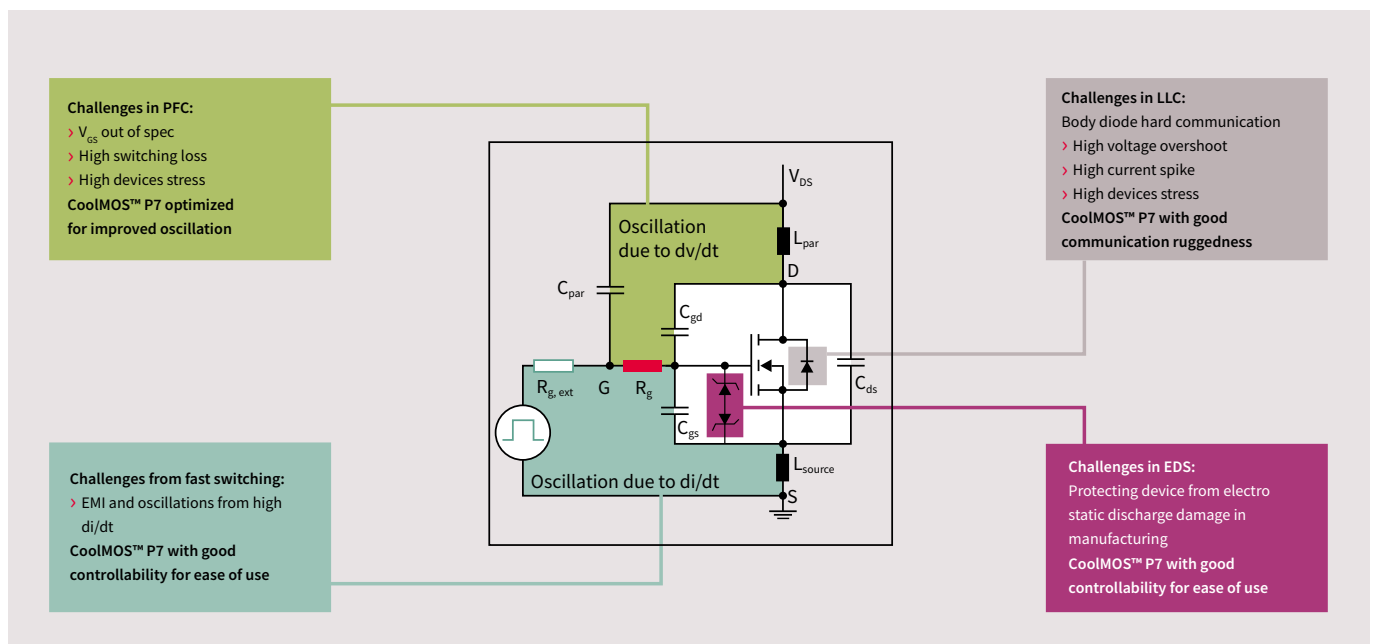 Challenges in PFC:
› VGS out of spec
› High switching loss
› High devices stress
CoolMOS™ P7 optimized
for improved oscillation
Challenges in LLC:
Body diode hard communication
› High voltage overshoot
› High current spike
› High devices stress
CoolMOS™ P7 with good
communication ruggedness
VDS
Oscillation
due to dv/dt
Lpar
D
Cpar
Cgd
Rg, ext
G
Rg
Cds
Cgs
Lsource
Oscillation due to di/dt
S
Challenges from fast switching:
› EMI and oscillations from high
di/dt
CoolMOS™ P7 with good
controllability for ease of use
Challenges in EDS:
Protecting device from electro
static discharge damage in
manufacturing
CoolMOS™ P7 with good
controllability for ease of use